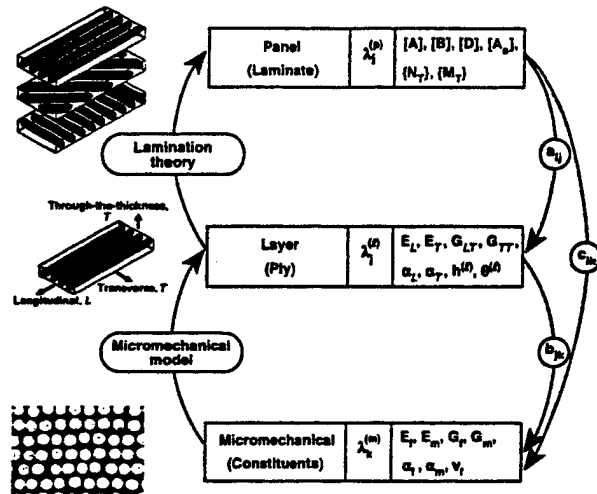 Panel
(Laminate)
λ_i^(p)
[A], [B], [D], [A_s],
{N_T}, {M_T}
Lamination
theory
a_ij
Through-the-thickness,
T
Longitudinal, L
Transverse, T
Layer
(Ply)
λ_j^(ℓ)
E_L, E_T, G_LT, G_TT,
α_L, α_T, h^(ℓ), θ^(ℓ)
c_ik
Micromechanical
model
b_jk
Micromechanical
(Constituents)
λ_k^(m)
E_f, E_m, G_f, G_m,
α_f, α_m, v_f